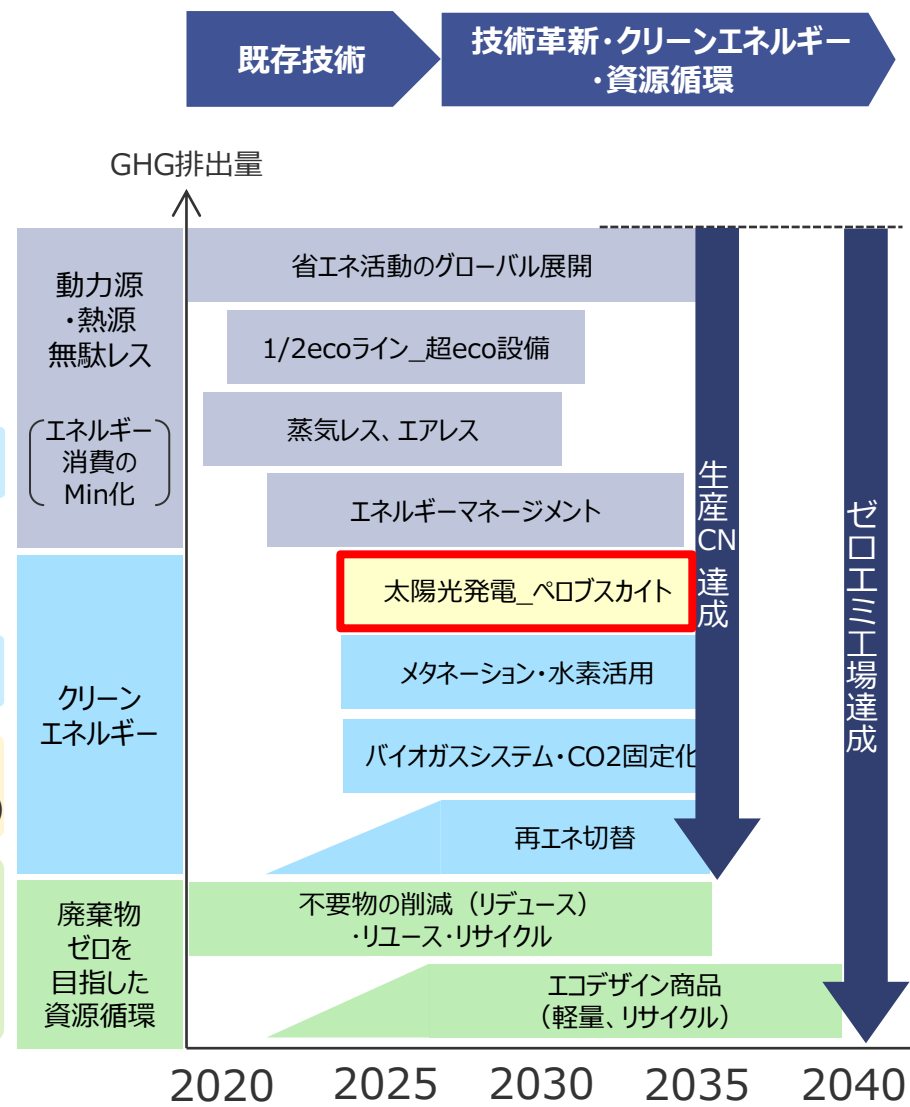 既存技術
技術革新・クリーンエネルギー
・資源循環
GHG排出量
動力源
・熱源
無駄レス
エネルギー
消費の
Min化
省エネ活動のグローバル展開
1/2ecoライン_超eco設備
蒸気レス、エアレス
エネルギーマネージメント
クリーン
エネルギー
太陽光発電_ペロブスカイト
メタネーション・水素活用
バイオガスシステム・CO2固定化
再エネ切替
廃棄物
ゼロを
目指した
資源循環
不要物の削減（リデュース）
・リユース・リサイクル
エコデザイン商品
（軽量、リサイクル）
生産CN達成
ゼロエミ工場達成
2020 2025 2030 2035 2040